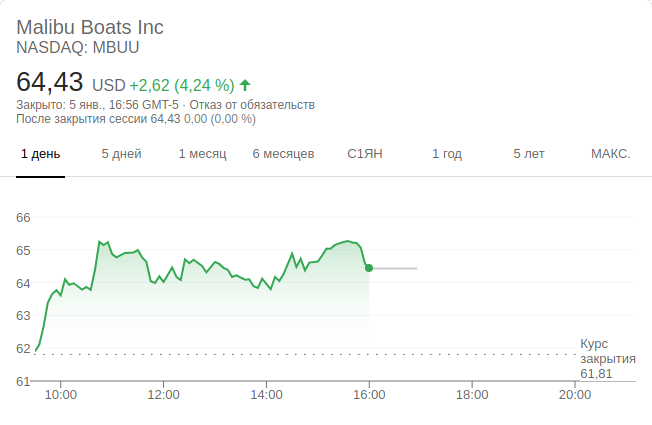 Malibu Boats Inc
NASDAQ: MBUU
64,43 USD +2,62 (4,24 %)
Закрыто: 5 янв., 16:56 GMT-5 · Отказ от обязательств
После закрытия сессии 64,43 0,00 (0,00 %)
1 день 5 дней 1 месяц 6 месяцев С1ЯН 1 год 5 лет МАКС.
66
65
64
63
62
61
Курс
закрытия
61,81
10:00 12:00 14:00 16:00 18:00 20:00